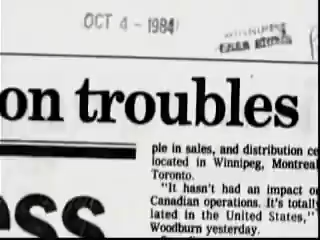 OCT 4 - 1984
on troubles
ess
ple in sales, and distribution ce
located in Winnipeg, Montreal
Toronto.
"It hasn't had an impact o
Canadian operations. It's totall
lated in the United States,"
Woodburn yesterday.